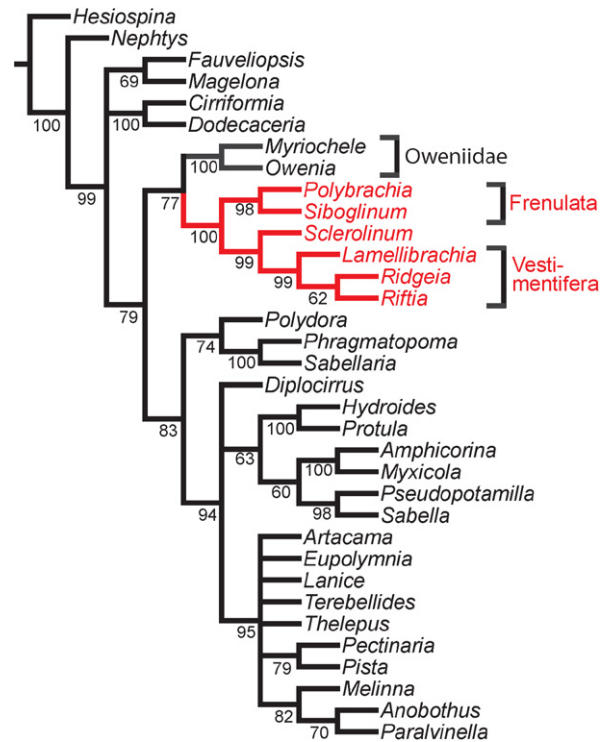 Hesiospina
Nephtys
Fauveliopsis
69
Magelona
100
Cirriformia
100
Dodecaceria
99
Myriochele
100
Oweniidae
Owenia
77
Polybrachia
98
Frenulata
Siboglinum
100
Sclerolinum
99
Lamellibrachia
99
Vesti-
mentifera
Ridgeia
62
Riftia
79
Polydora
74
Phragmatopoma
100
Sabellaria
83
Diplocirrus
Hydroides
100
Protula
63
Amphicorina
100
Myxicola
60
Pseudopotamilla
98
Sabella
94
Artacama
Eupolymnia
Lanice
Terebellides
Thelepus
95
Pectinaria
79
Pista
Melinna
82
Anobothus
70
Paralvinella